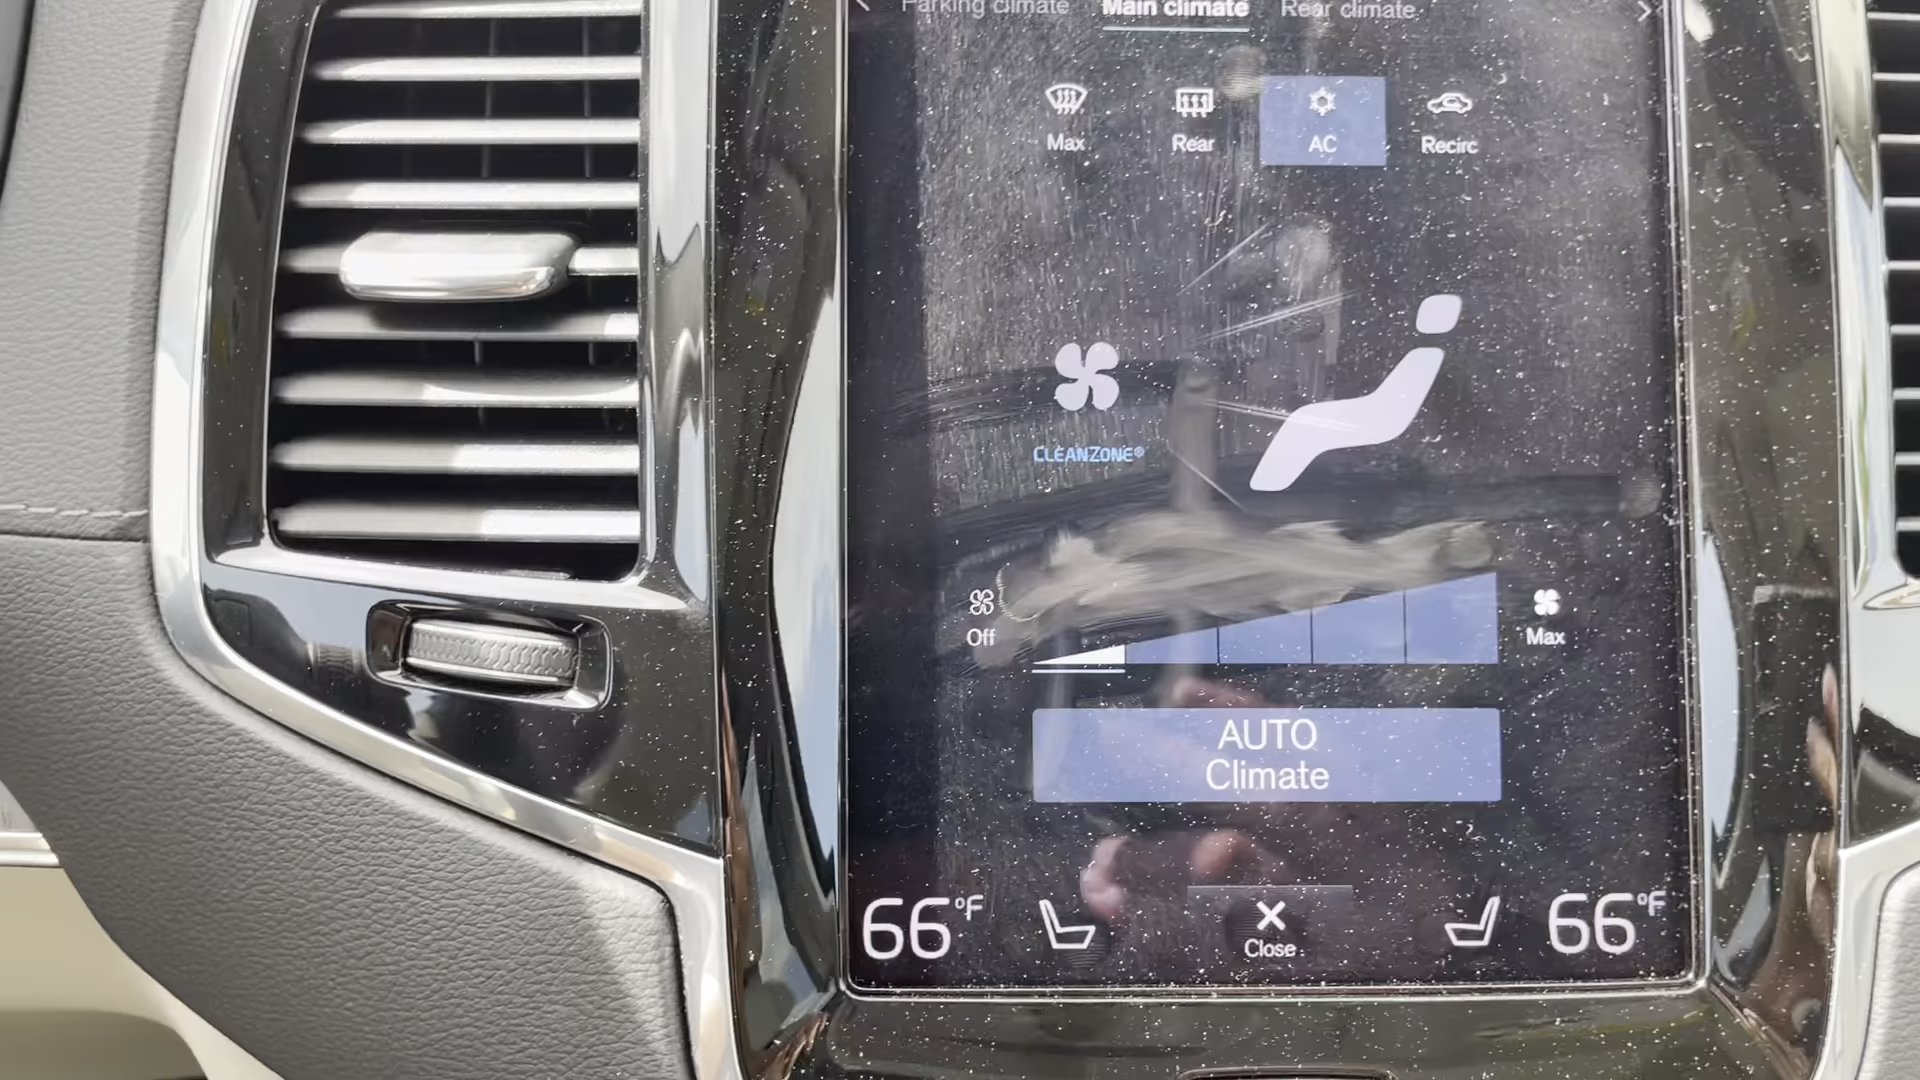 Parking climate Main climate Rear climate
Max Rear AC Recirc
CLEANZONE®
Off Max
AUTO
Climate
66°F 66°F
Close